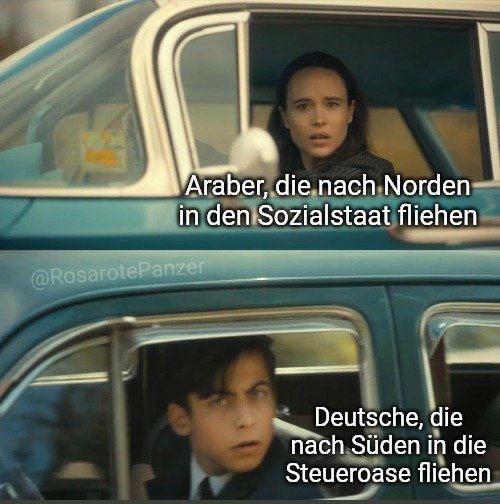 Araber, die nach Norden
in den Sozialstaat fliehen
@RosarotePanzer
Deutsche, die
nach Süden in die
Steueroase fliehen